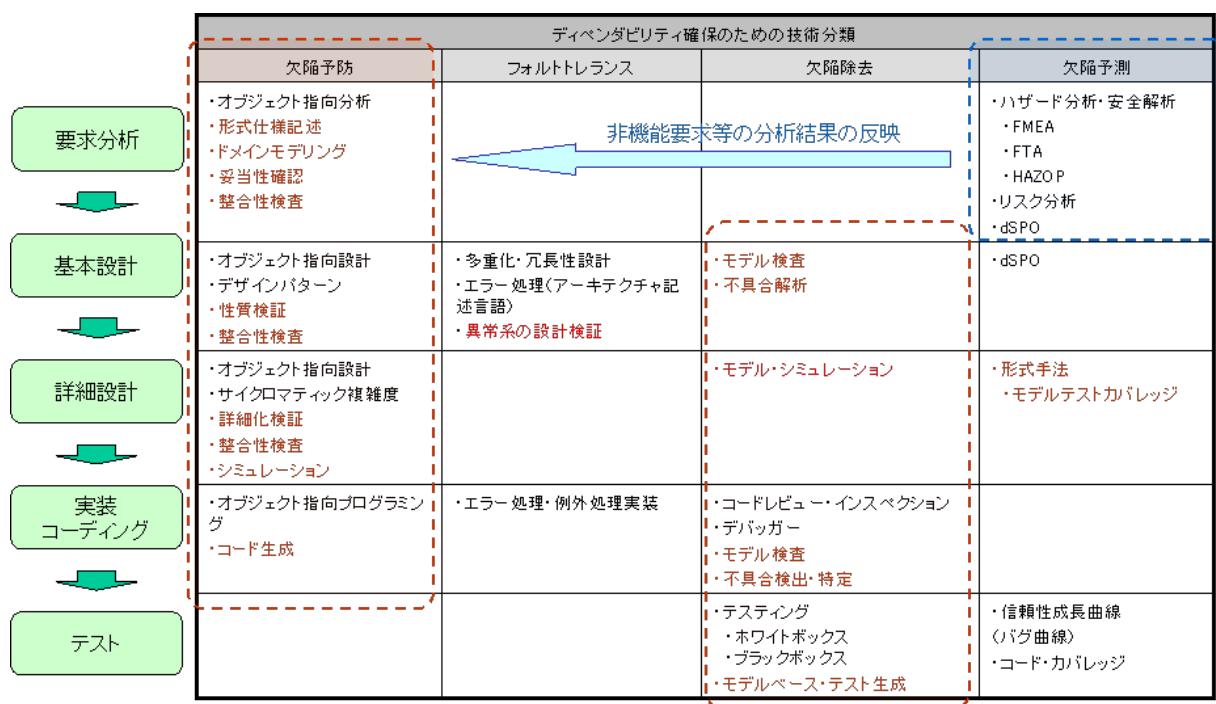 ディペンダビリティ確保のための技術分類
欠陥予防
フォルトトレランス
欠陥除去
欠陥予測
要求分析
・オブジェクト指向分析
・形式仕様記述
・ドメインモデリング
・妥当性確認
・整合性検査
非機能要求等の分析結果の反映
・ハザード分析・安全解析
・FMEA
・FTA
・HAZOP
・リスク分析
・dSPO
基本設計
・オブジェクト指向設計
・デザインパターン
・性質検証
・整合性検査
・多重化・冗長性設計
・エラー処理(アーキテクチャ記
述言語)
・異常系の設計検証
・モデル検査
・不具合解析
・dSPO
詳細設計
・オブジェクト指向設計
・サイクロマティック複雑度
・詳細化検証
・整合性検査
・シミュレーション
・モデル・シミュレーション
・形式手法
・モデルテストカバレッジ
実装
コーディング
・オブジェクト指向プログラミン
グ
・コード生成
・エラー処理・例外処理実装
・コードレビュー・インスペクション
・デバッガー
・モデル検査
・不具合検出・特定
テスト
・テスティング
・ホワイトボックス
・ブラックボックス
・モデルベース・テスト生成
・信頼性成長曲線
(バグ曲線)
・コード・カバレッジ